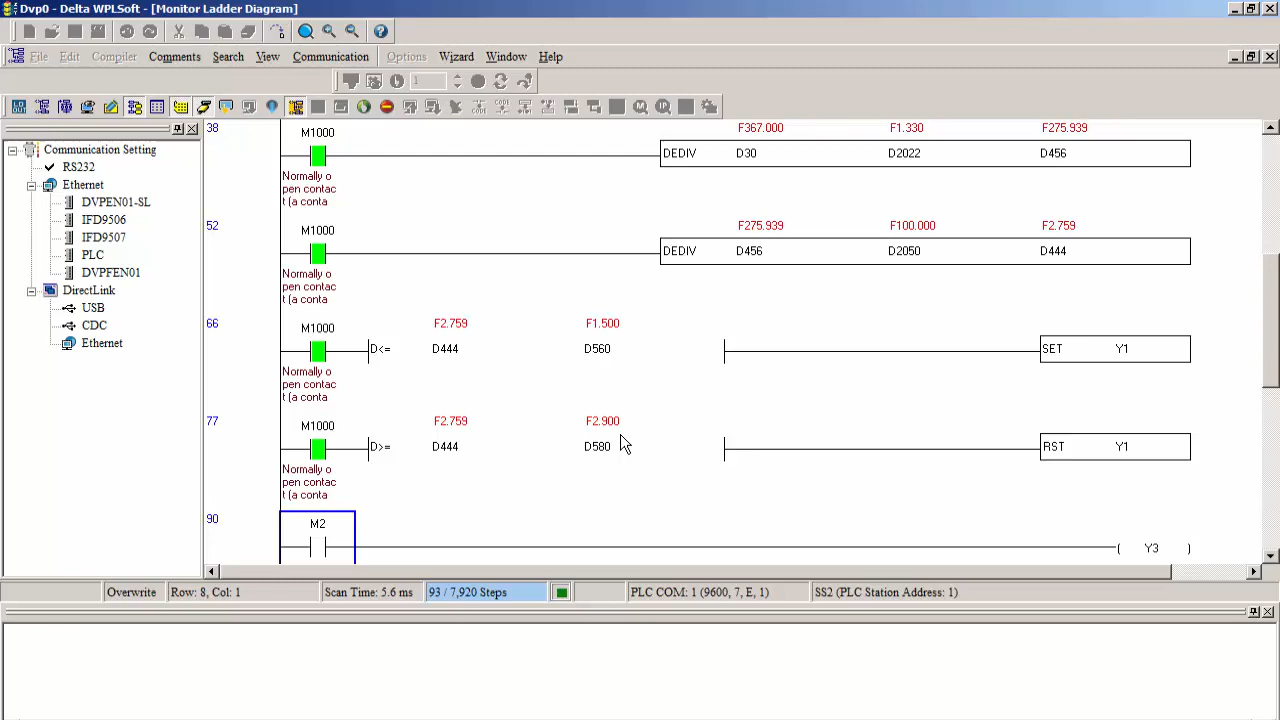 Dvp0 - Delta WPLSoft - [Monitor Ladder Diagram]
File Edit Compiler Comments Search View Communication Options Wizard Window Help
1
Communication Setting
RS232
Ethernet
DVPEN01-SL
IFD9506
IFD9507
PLC
DVPFEN01
DirectLink
USB
CDC
Ethernet
38 M1000 F367.000 F1.330 F275.939
DEDIV D30 D2022 D456
Normally o
pen contac
t (a conta
52 M1000 F275.939 F100.000 F2.759
DEDIV D456 D2050 D444
Normally o
pen contac
t (a conta
66 M1000 F2.759 F1.500
D<= D444 D560 SET Y1
Normally o
pen contac
t (a conta
77 M1000 F2.759 F2.900
D>= D444 D580 RST Y1
Normally o
pen contac
t (a conta
90 M2
( Y3 )
Overwrite Row: 8, Col: 1 Scan Time: 5.6 ms 93 / 7,920 Steps PLC COM: 1 (9600, 7, E, 1) SS2 (PLC Station Address: 1)